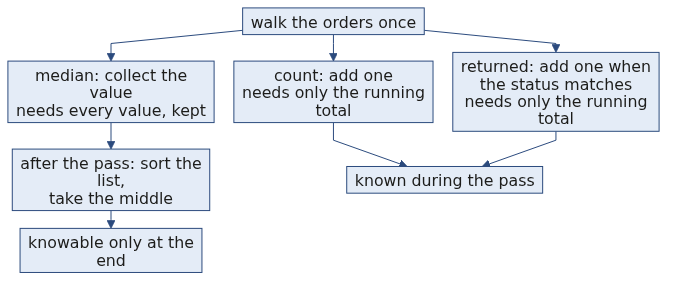 walk the orders once
median: collect the
value
needs every value, kept
count: add one
needs only the running
total
returned: add one when
the status matches
needs only the running
total
after the pass: sort the
list,
take the middle
known during the pass
knowable only at the
end